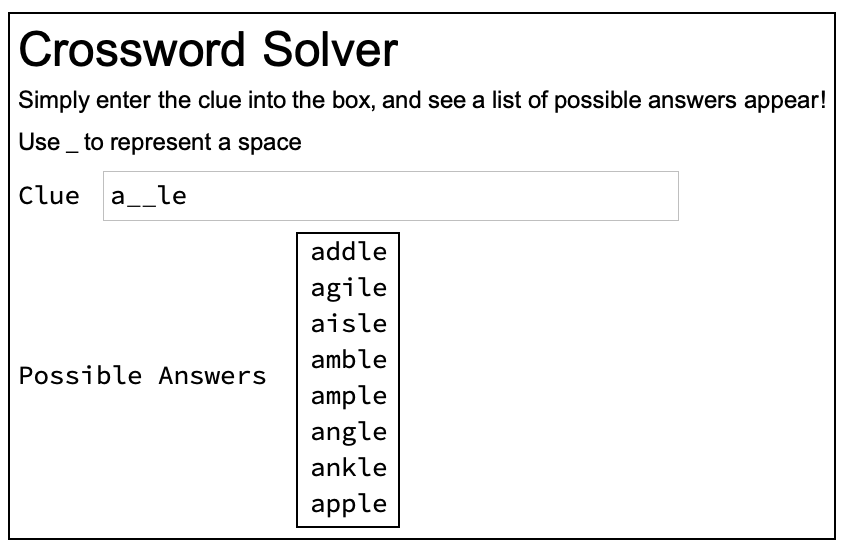 Crossword Solver
Simply enter the clue into the box, and see a list of possible answers appear!
Use _ to represent a space
Clue a__le
Possible Answers
addle
agile
aisle
amble
ample
angle
ankle
apple